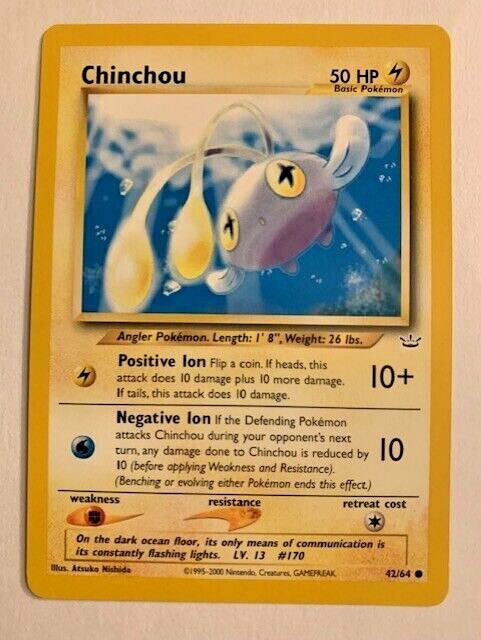 Chinchou
50 HP
Basic Pokémon
Angler Pokémon. Length: 1' 8", Weight: 26 lbs.
Positive Ion Flip a coin. If heads, this
attack does 10 damage plus 10 more damage.
If tails, this attack does 10 damage.
10+
Negative Ion If the Defending Pokémon
attacks Chinchou during your opponent's next
turn, any damage done to Chinchou is reduced by
10 (before applying Weakness and Resistance).
(Benching or evolving either Pokémon ends this effect.)
10
weakness
resistance
retreat cost
On the dark ocean floor, its only means of communication is
its constantly flashing lights. LV. 13 #170
Illus. Atsuko Nishida
©1995-2000 Nintendo, Creatures, GAMEFREAK.
42/64